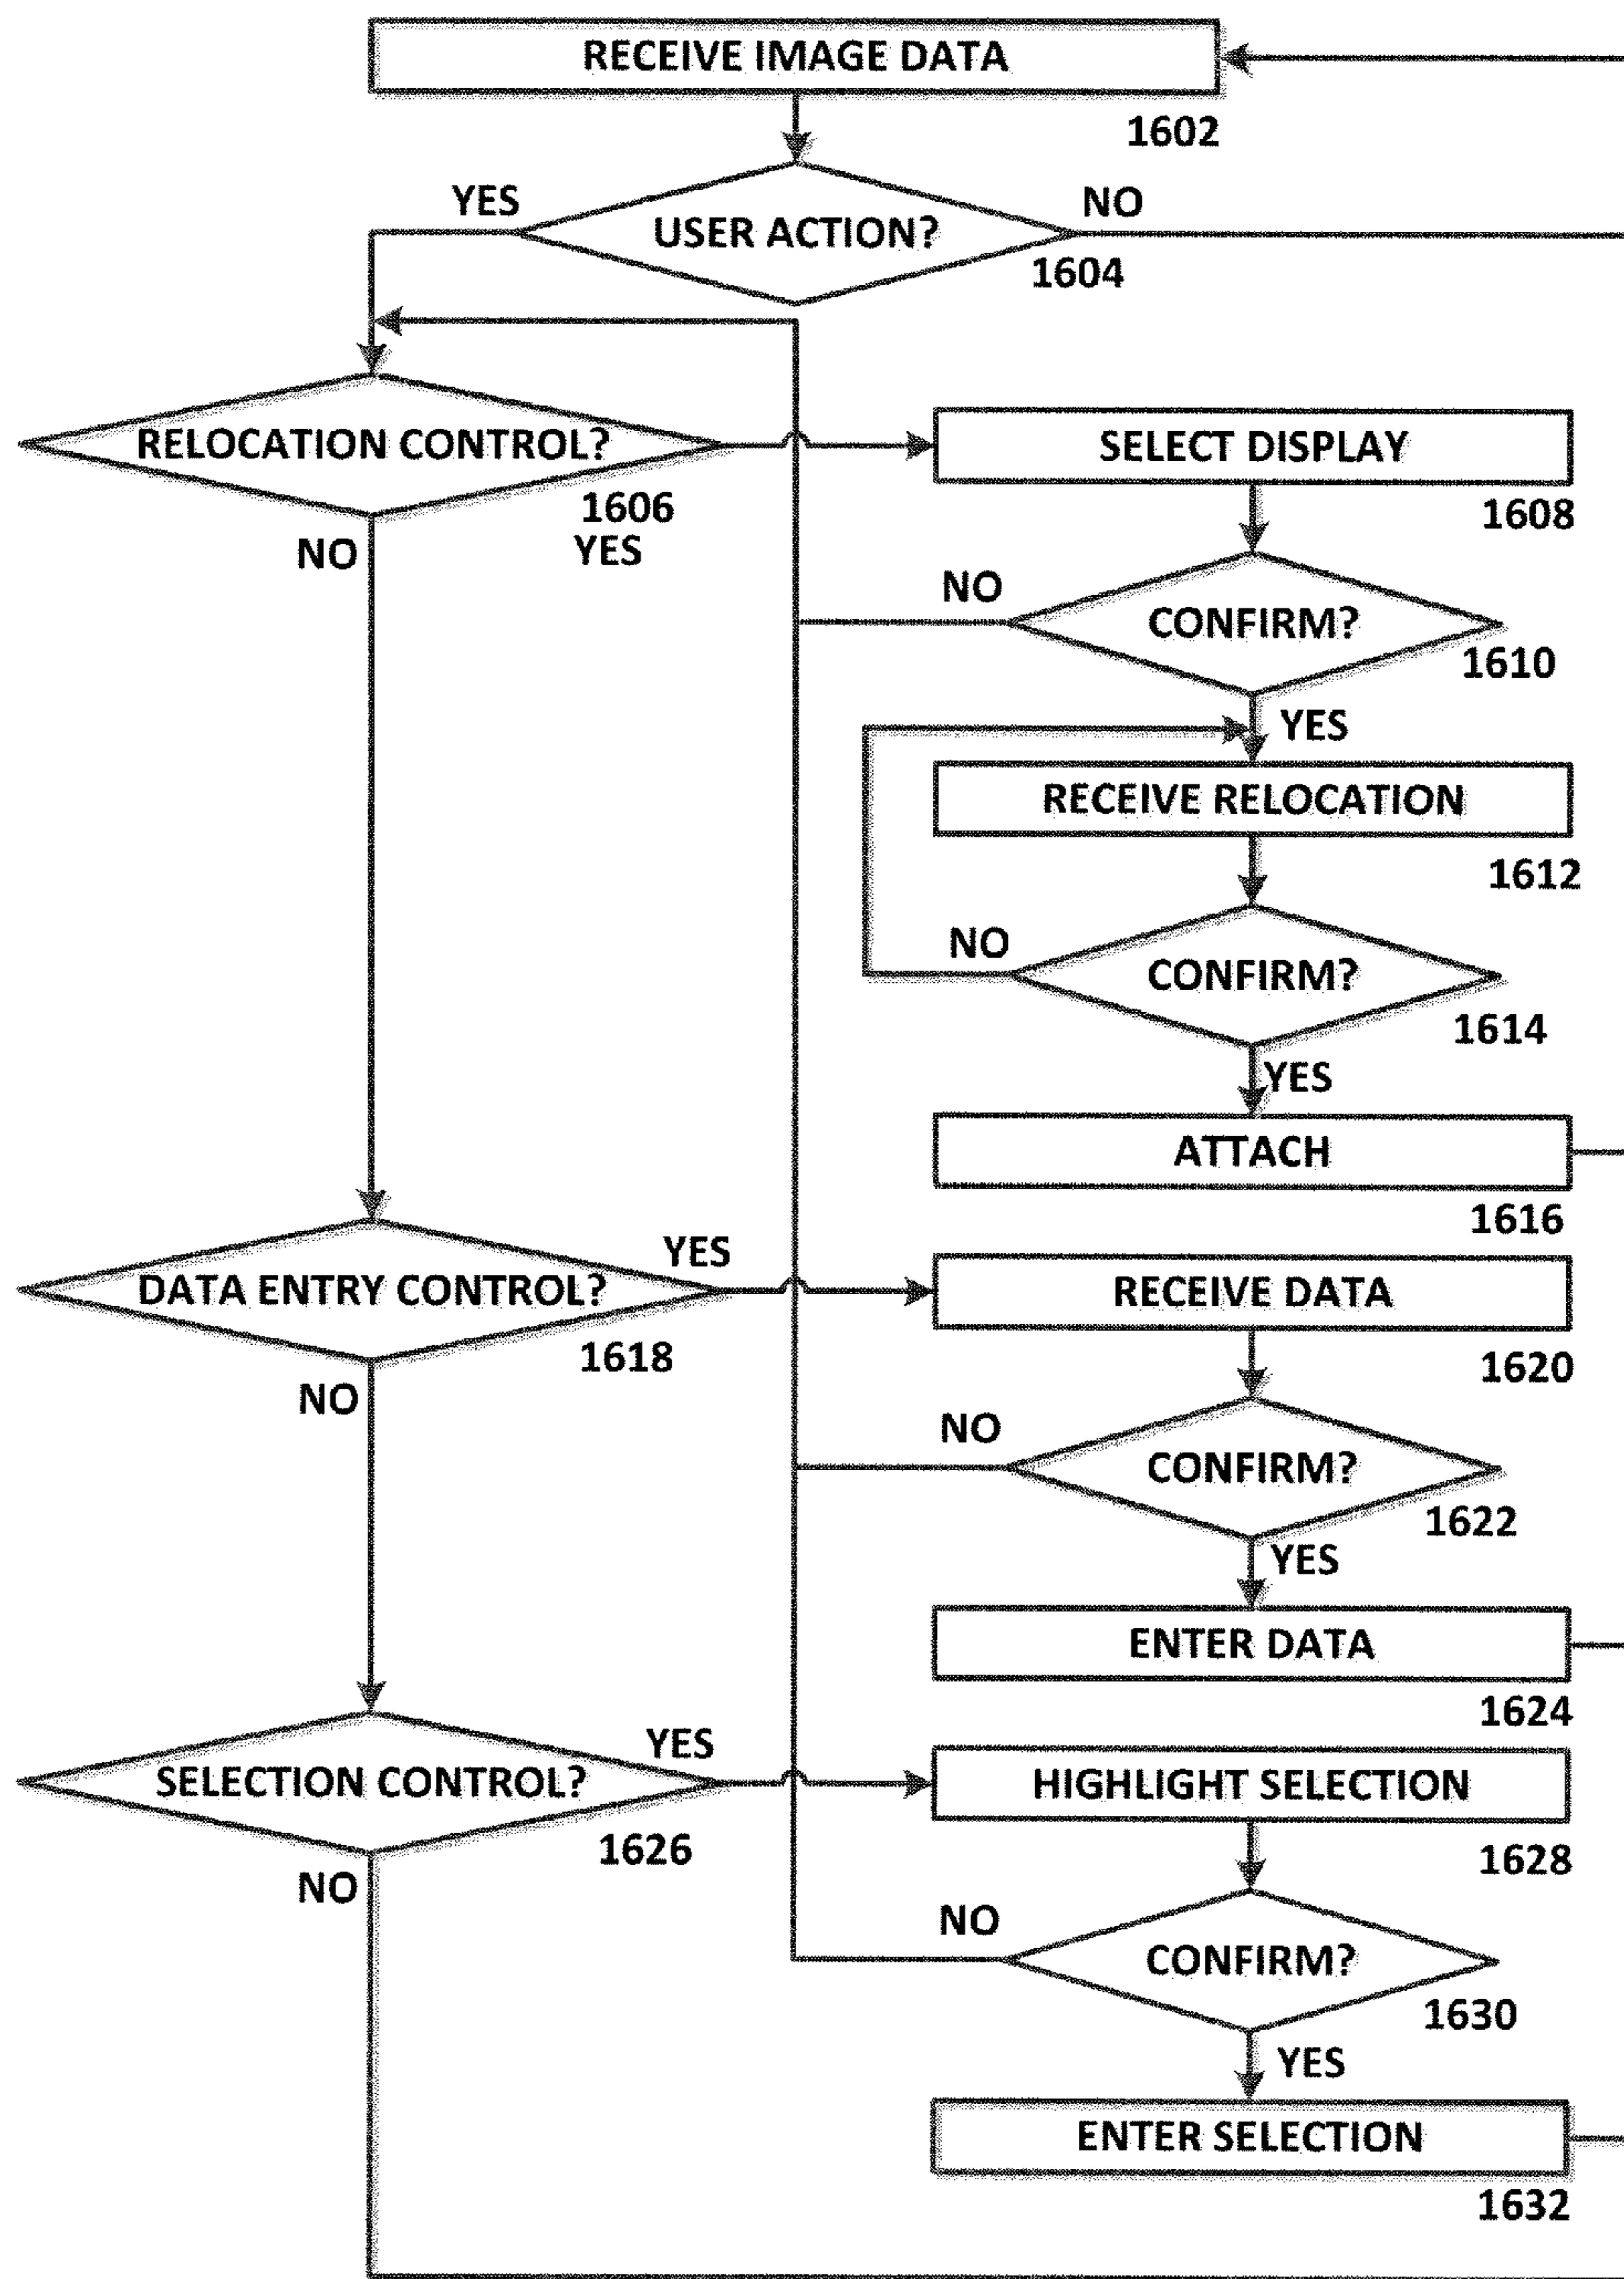 RECEIVE IMAGE DATA
1602
YES
NO
USER ACTION?
1604
RELOCATION CONTROL?
1606
YES
NO
SELECT DISPLAY
1608
NO
CONFIRM?
1610
YES
RECEIVE RELOCATION
1612
NO
CONFIRM?
1614
YES
ATTACH
1616
DATA ENTRY CONTROL?
YES
1618
NO
RECEIVE DATA
1620
NO
CONFIRM?
1622
YES
ENTER DATA
1624
SELECTION CONTROL?
YES
1626
NO
HIGHLIGHT SELECTION
1628
NO
CONFIRM?
1630
YES
ENTER SELECTION
1632